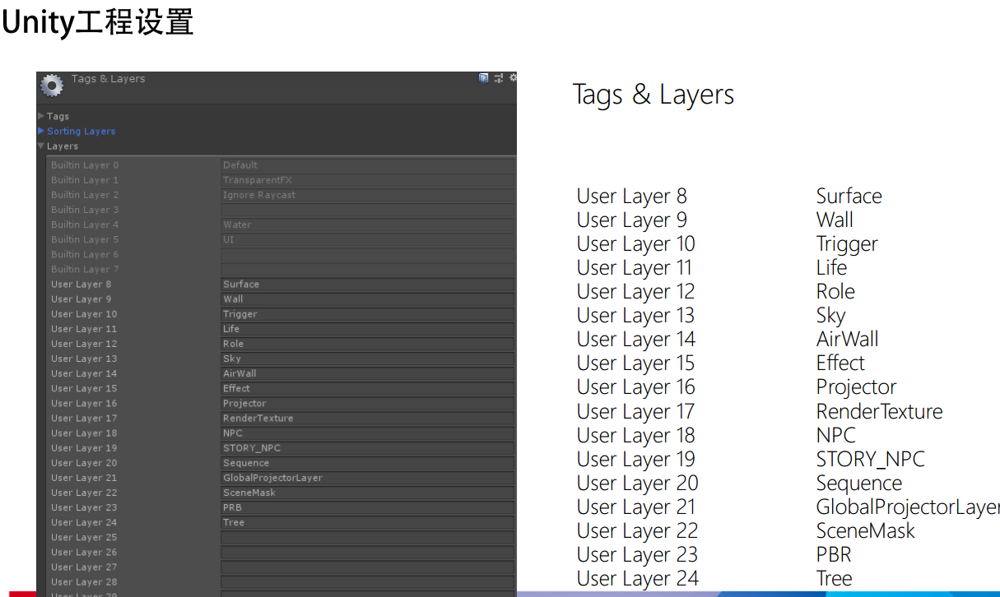 Unity工程设置
Tags & Layers
Tags
Sorting Layers
Layers
Builtin Layer 0 Default
Builtin Layer 1 TransparentFX
Builtin Layer 2 Ignore Raycast
Builtin Layer 3
Builtin Layer 4 Water
Builtin Layer 5 UI
Builtin Layer 6
Builtin Layer 7
User Layer 8 Surface
User Layer 9 Wall
User Layer 10 Trigger
User Layer 11 Life
User Layer 12 Role
User Layer 13 Sky
User Layer 14 AirWall
User Layer 15 Effect
User Layer 16 Projector
User Layer 17 RenderTexture
User Layer 18 NPC
User Layer 19 STORY_NPC
User Layer 20 Sequence
User Layer 21 GlobalProjectorLayer
User Layer 22 SceneMask
User Layer 23 PRB
User Layer 24 Tree
User Layer 25
User Layer 26
User Layer 27
User Layer 28
User Layer 29
Tags & Layers
User Layer 8 Surface
User Layer 9 Wall
User Layer 10 Trigger
User Layer 11 Life
User Layer 12 Role
User Layer 13 Sky
User Layer 14 AirWall
User Layer 15 Effect
User Layer 16 Projector
User Layer 17 RenderTexture
User Layer 18 NPC
User Layer 19 STORY_NPC
User Layer 20 Sequence
User Layer 21 GlobalProjectorLayer
User Layer 22 SceneMask
User Layer 23 PBR
User Layer 24 Tree